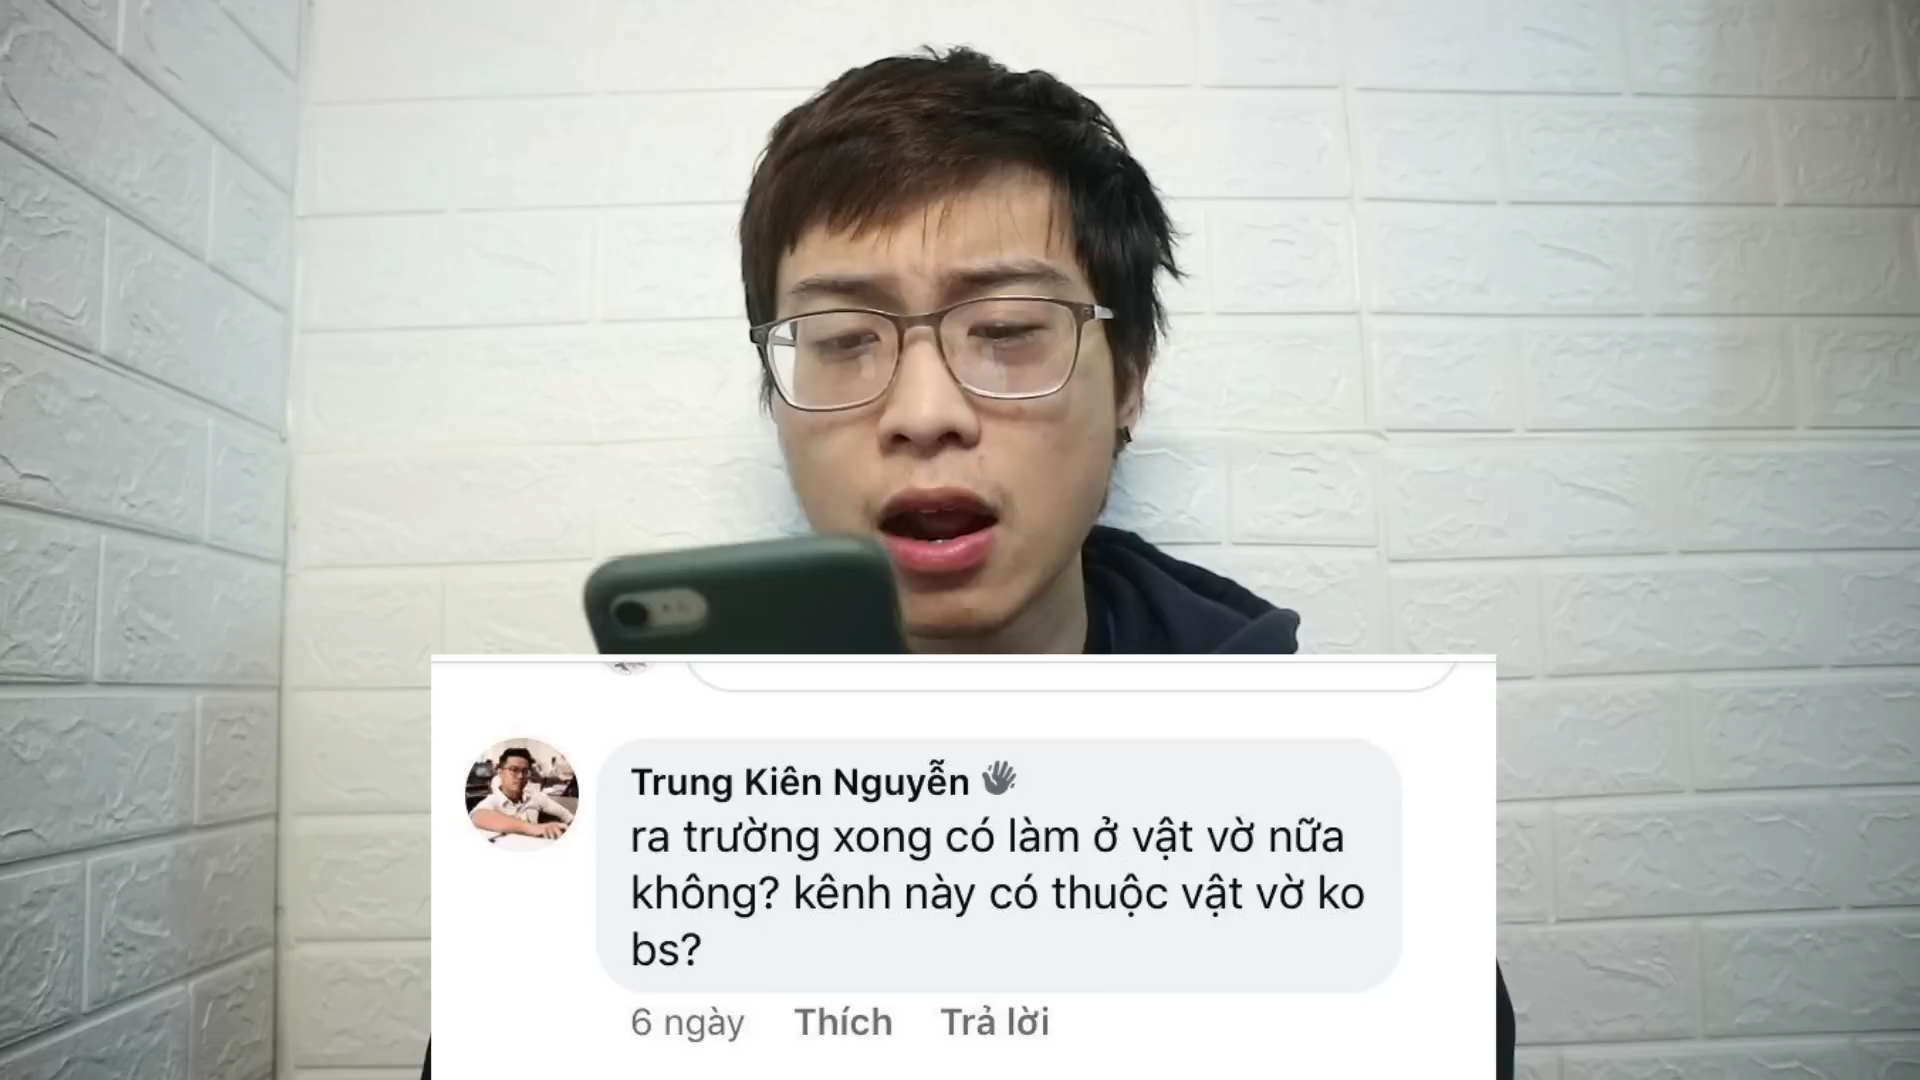 Trung Kiên Nguyễn
ra trường xong có làm ở vật vờ nữa
không? kênh này có thuộc vật vờ ko
bs?
6 ngày Thích Trả lời